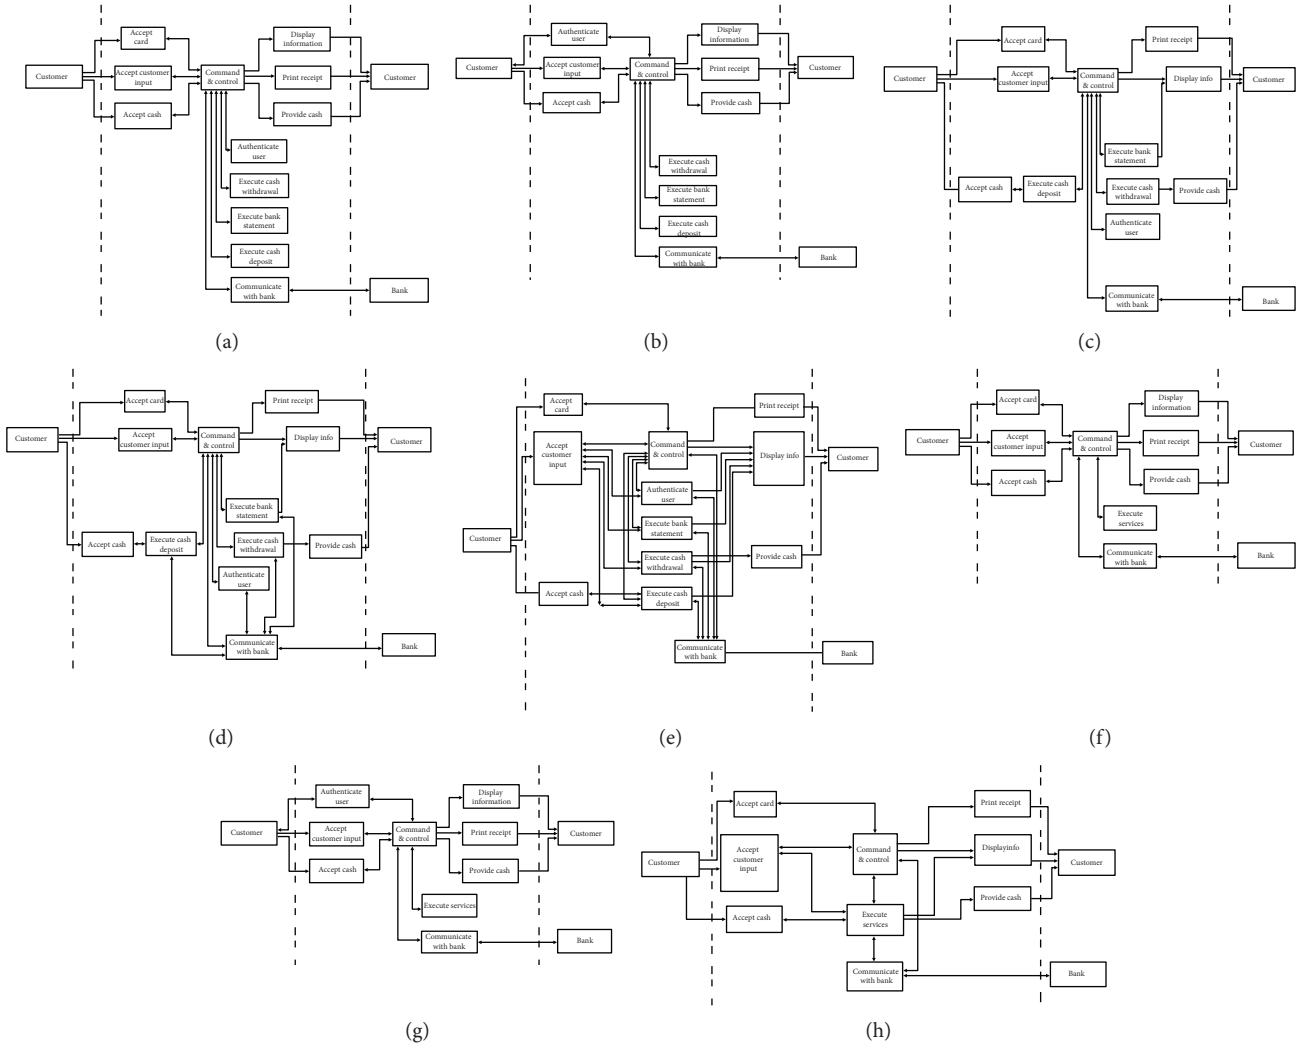 Accept
card
Display
information
Customer
Accept customer
input
Command
& control
Print receipt
Customer
Accept cash
Provide cash
Authenticate
user
Execute cash
withdrawal
Execute bank
statement
Execute cash
deposit
Communicate
with bank
Bank
(a)
Authenticate
user
Display
information
Customer
Accept customer
input
Command
& control
Print receipt
Customer
Accept cash
Provide cash
Execute cash
withdrawal
Execute bank
statement
Execute cash
deposit
Communicate
with bank
Bank
(b)
Accept card
Print receipt
Customer
Accept
customer input
Command
& control
Display info
Customer
Execute bank
statement
Accept cash
Execute cash
deposit
Execute cash
withdrawal
Provide cash
Authenticate
user
Communicate
with bank
Bank
(c)
Accept card
Print receipt
Customer
Accept
customer input
Command
& control
Display info
Customer
Execute bank
statement
Accept cash
Execute cash
deposit
Execute cash
withdrawal
Provide cash
Authenticate
user
Communicate
with bank
Bank
(d)
Accept
card
Print receipt
Accept
customer
input
Command
& control
Display info
Customer
Authenticate
user
Customer
Execute bank
statement
Execute cash
withdrawal
Provide cash
Accept cash
Execute cash
deposit
Communicate
with bank
Bank
(e)
Accept card
Display
information
Customer
Accept
customer input
Command
& control
Print receipt
Customer
Accept cash
Provide cash
Execute
services
Communicate
with bank
Bank
(f)
Authenticate
user
Display
information
Customer
Accept
customer input
Command
& control
Print receipt
Customer
Accept cash
Provide cash
Execute services
Communicate
with bank
Bank
(g)
Accept card
Print receipt
Customer
Accept
customer
input
Command
& control
Displayinfo
Customer
Provide cash
Accept cash
Execute
services
Communicate
with bank
Bank
(h)